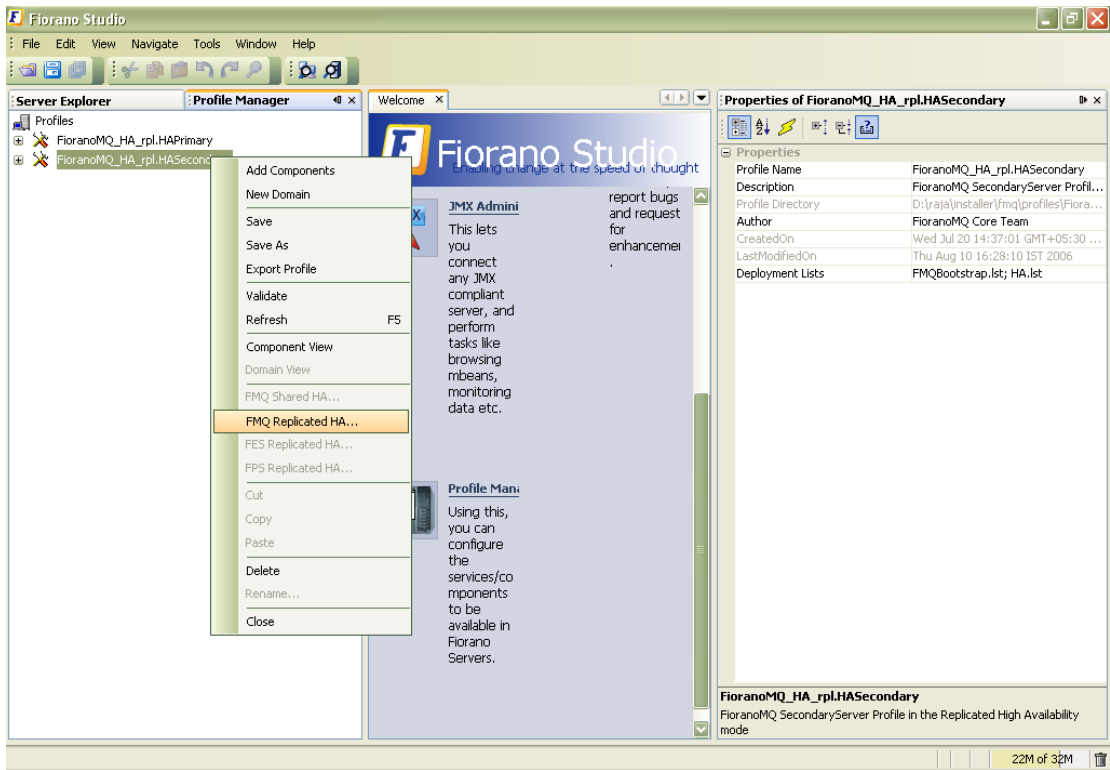 Fiorano Studio
File Edit View Navigate Tools Window Help
Server Explorer
Profile Manager
Profiles
FioranoMQ_HA_rpl.HAPrimary
FioranoMQ_HA_rpl.HASecond
Add Components
New Domain
Save
Save As
Export Profile
Validate
Refresh F5
Component View
Domain View
FMQ Shared HA...
FMQ Replicated HA...
FES Replicated HA...
FPS Replicated HA...
Cut
Copy
Paste
Delete
Rename...
Close
Welcome
Fiorano Studio
Enabling change at the speed of thought
JMX Admini
This lets
you
connect
any JMX
compliant
server, and
perform
tasks like
browsing
mbeans,
monitoring
data etc.
report bugs
and request
for
enhancemei
.
Profile Mana
Using this,
you can
configure
the
services/co
mponents
to be
available in
Fiorano
Servers.
Properties of FioranoMQ_HA_rpl.HASecondary
Properties
Profile Name FioranoMQ_HA_rpl.HASecondary
Description FioranoMQ SecondaryServer Profil...
Profile Directory D:\raja\installer\fmq\profiles\Fiora...
Author FioranoMQ Core Team
CreatedOn Wed Jul 20 14:37:01 GMT+05:30 ...
LastModifiedOn Thu Aug 10 16:28:10 IST 2006
Deployment Lists FMQBootstrap.lst; HA.lst
FioranoMQ_HA_rpl.HASecondary
FioranoMQ SecondaryServer Profile in the Replicated High Availability
mode
22M of 32M